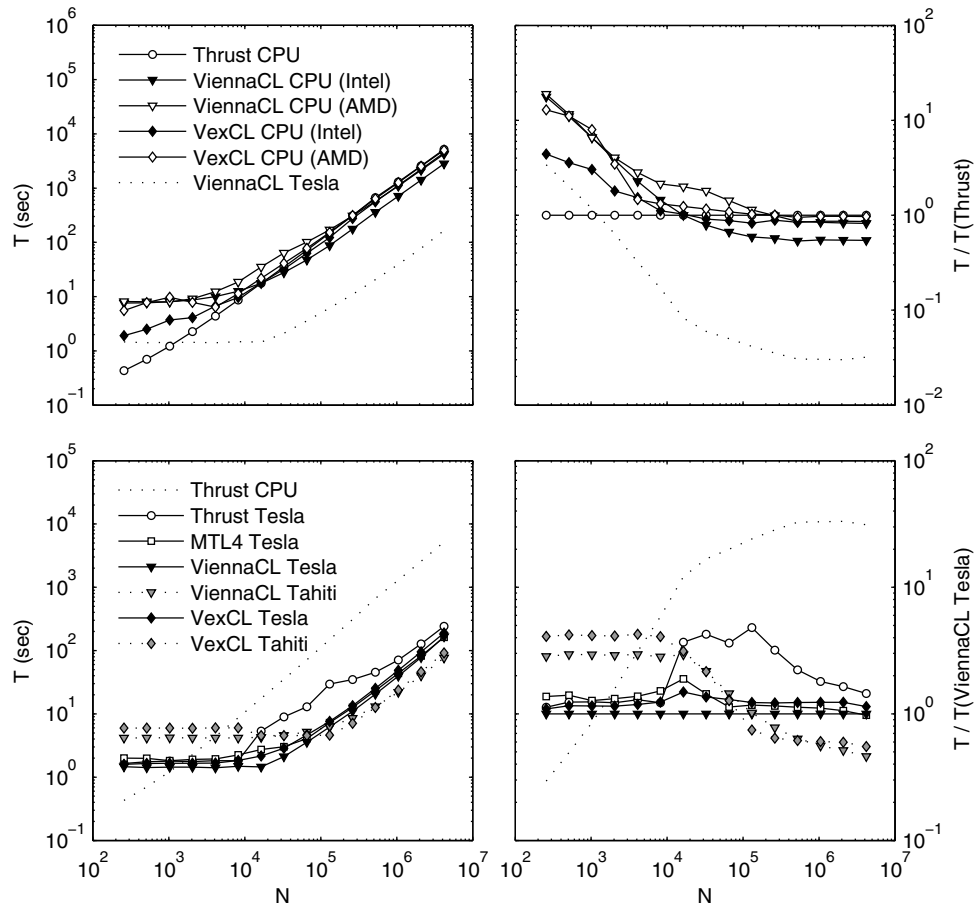 10^6
10^5
10^4
10^3
10^2
10^1
10^0
10^-1
T (sec)
Thrust CPU
ViennaCL CPU (Intel)
ViennaCL CPU (AMD)
VexCL CPU (Intel)
VexCL CPU (AMD)
ViennaCL Tesla
10^2
10^1
10^0
10^-1
10^-2
T / T(Thrust)
10^5
10^4
10^3
10^2
10^1
10^0
10^-1
T (sec)
Thrust CPU
Thrust Tesla
MTL4 Tesla
ViennaCL Tesla
ViennaCL Tahiti
VexCL Tesla
VexCL Tahiti
10^2 10^3 10^4 10^5 10^6 10^7
N
10^2
10^1
10^0
10^-1
T / T(ViennaCL Tesla)
10^2 10^3 10^4 10^5 10^6 10^7
N